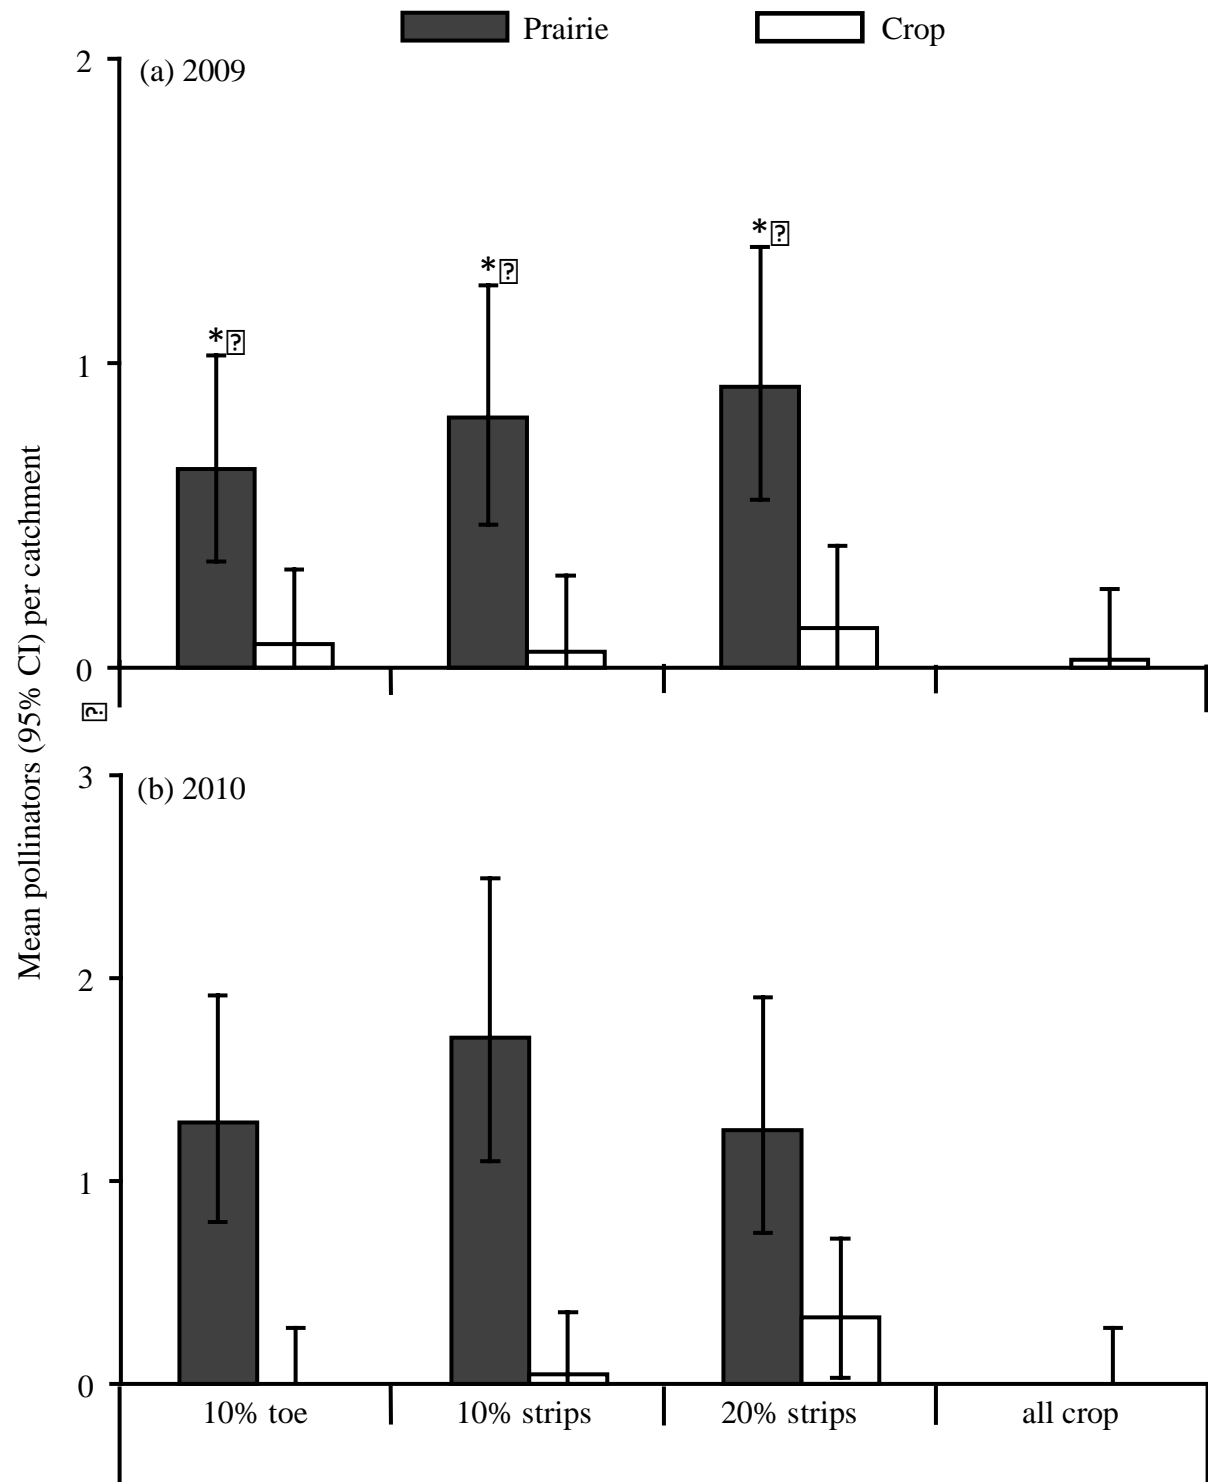 Prairie Crop
2
(a) 2009
*⍰
*⍰
*⍰
1
0
Mean pollinators (95% CI) per catchment
⍰
3
(b) 2010
2
1
0
10% toe 10% strips 20% strips all crop